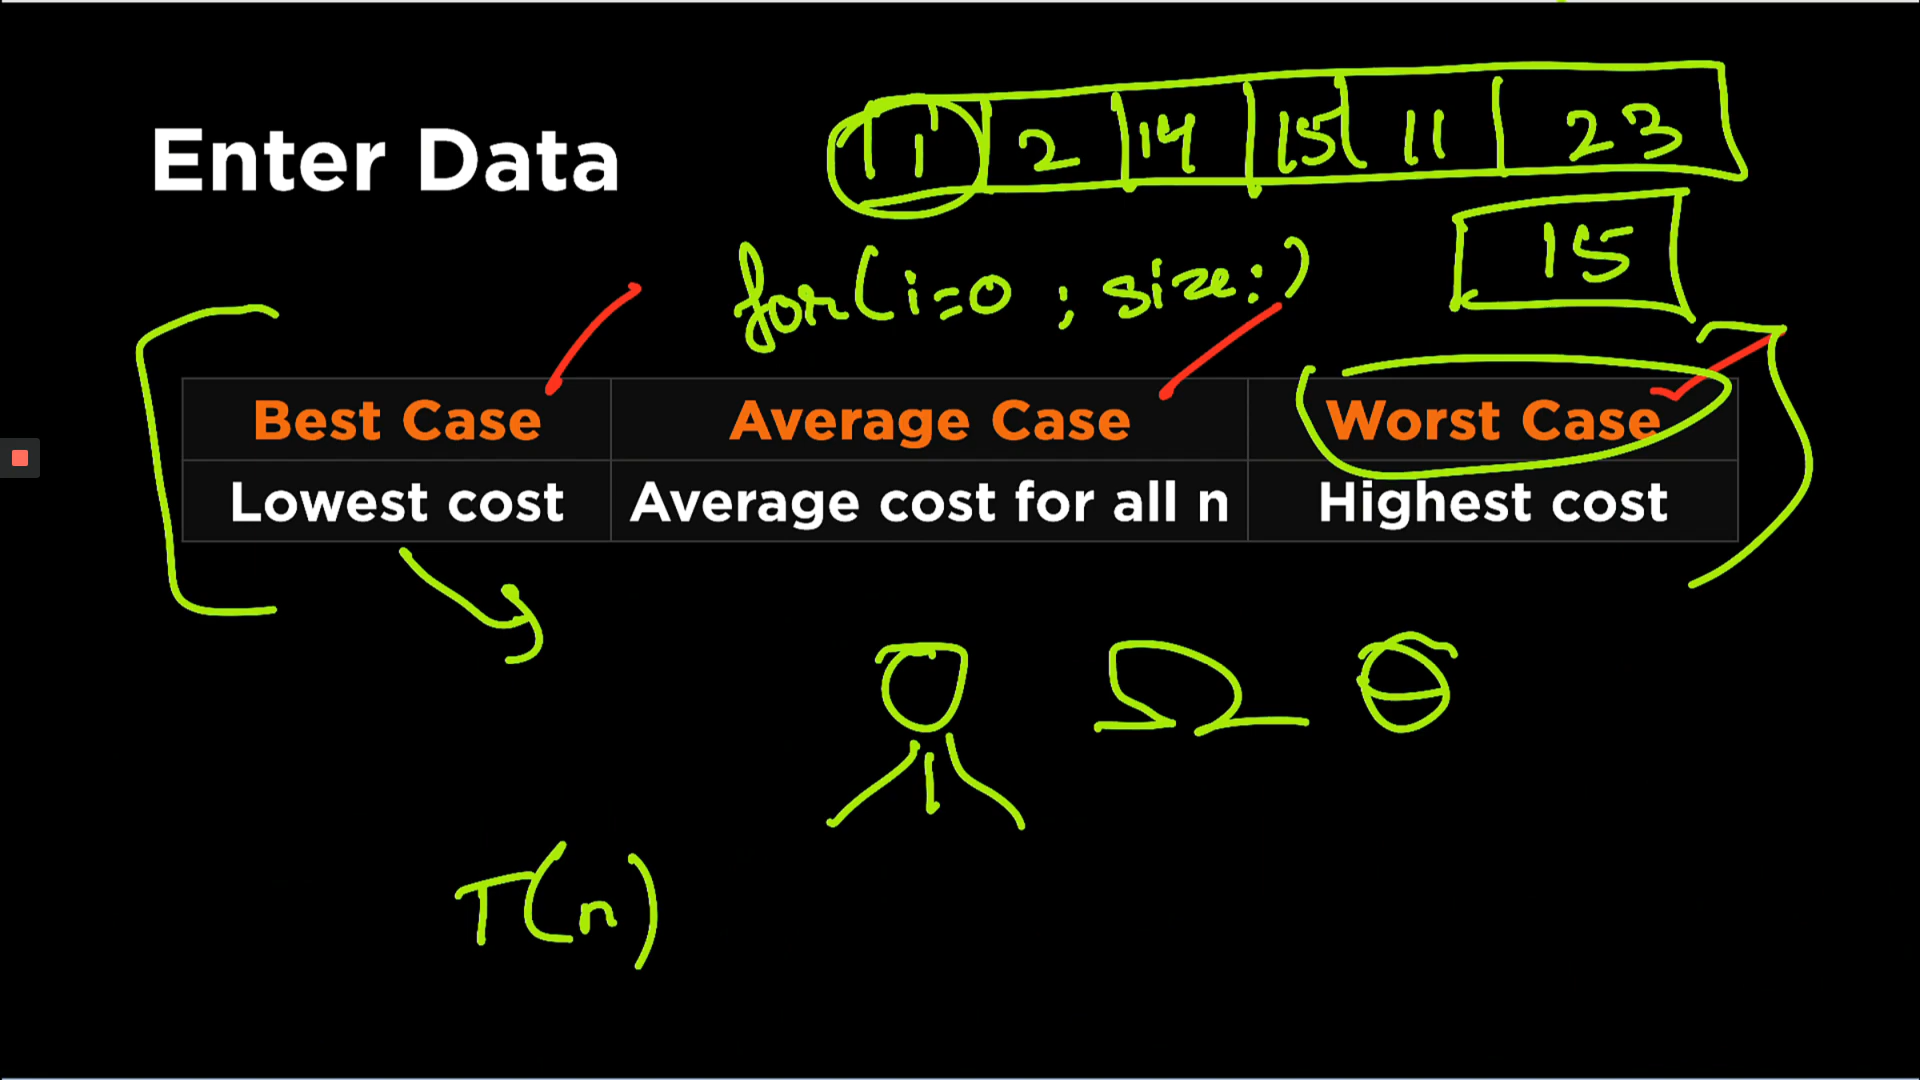 1 2 14 15 11 23
Enter Data
15
for(i=0 ; size;)
Best Case Average Case Worst Case
Lowest cost Average cost for all n Highest cost
O Ω θ
T(n)